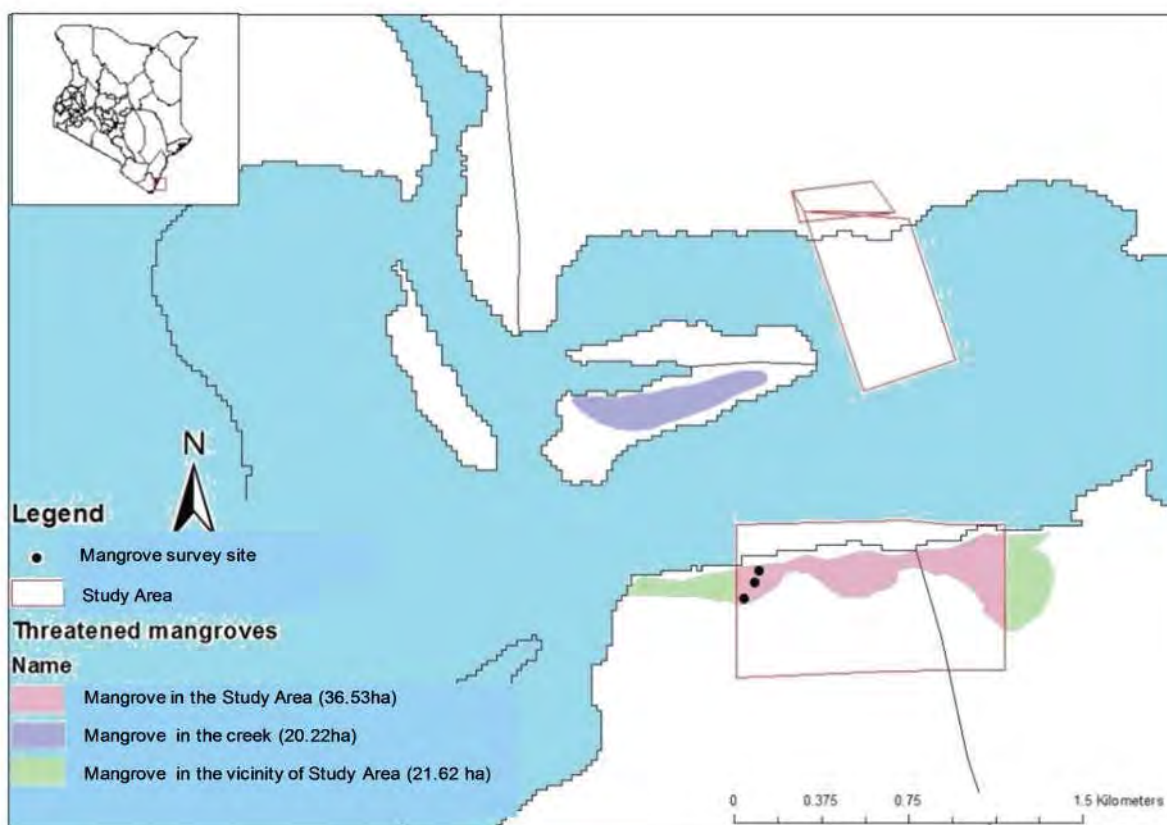 N
Legend
Mangrove survey site
Study Area
Threatened mangroves
Name
Mangrove in the Study Area (36.53ha)
Mangrove in the creek (20.22ha)
Mangrove in the vicinity of Study Area (21.62 ha)
0 0.375 0.75 1.5 Kilometers